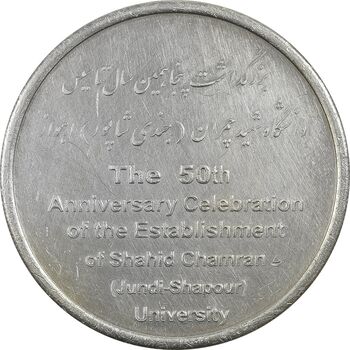 بزرگداشت پنجاهمین سال تاسیس
دانشگاه شهید چمران (جندی شاپور) اهواز
The 50th
Anniversary Celebration
of the Establishment
of Shahid Chamran
(Jundi-Shapour)
University